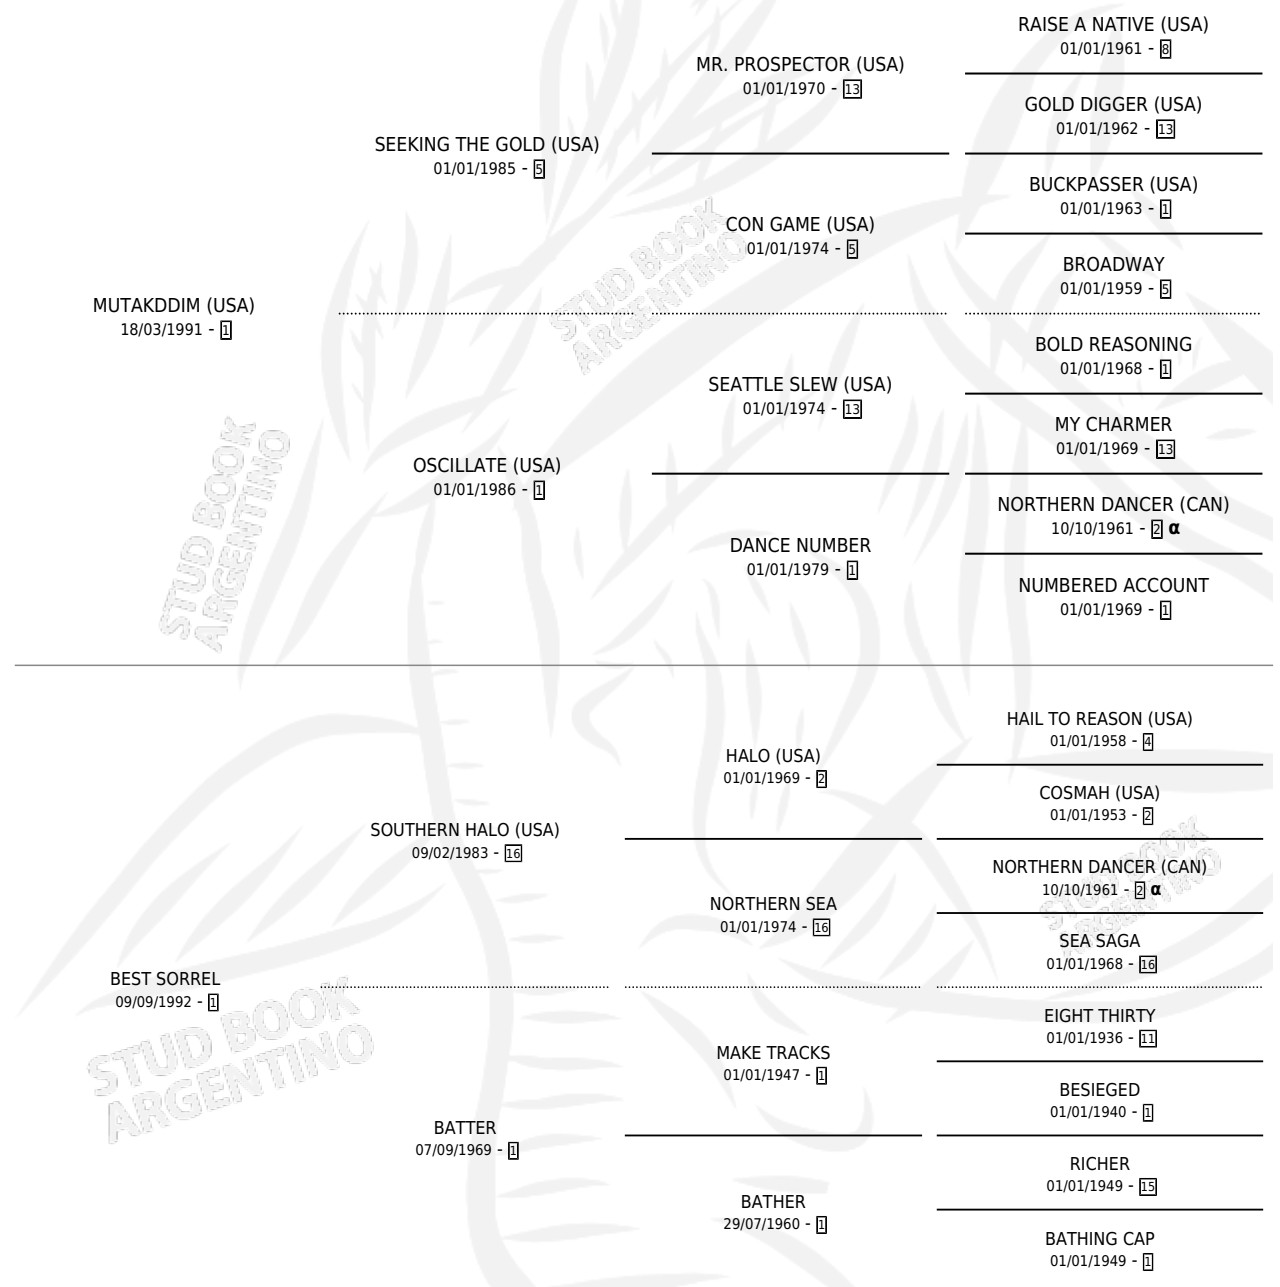 RAISE A NATIVE (USA)
01/01/1961 - 8
MR. PROSPECTOR (USA)
01/01/1970 - 13
GOLD DIGGER (USA)
01/01/1962 - 13
SEEKING THE GOLD (USA)
01/01/1985 - 5
BUCKPASSER (USA)
01/01/1963 - 1
CON GAME (USA)
01/01/1974 - 5
BROADWAY
01/01/1959 - 5
STUD BOOK
ARGENTINO
MUTAKDDIM (USA)
18/03/1991 - 1
BOLD REASONING
01/01/1968 - 1
SEATTLE SLEW (USA)
01/01/1974 - 13
MY CHARMER
01/01/1969 - 13
OSCILLATE (USA)
01/01/1986 - 1
STUD BOOK
ARGENTINO
NORTHERN DANCER (CAN)
10/10/1961 - 2 α
DANCE NUMBER
01/01/1979 - 1
NUMBERED ACCOUNT
01/01/1969 - 1
HAIL TO REASON (USA)
01/01/1958 - 4
HALO (USA)
01/01/1969 - 2
COSMAH (USA)
01/01/1953 - 2
SOUTHERN HALO (USA)
09/02/1983 - 16
STUD BOOK
ARGENTINO
NORTHERN DANCER (CAN)
10/10/1961 - 2 α
NORTHERN SEA
01/01/1974 - 16
SEA SAGA
01/01/1968 - 16
BEST SORREL
09/09/1992 - 1
STUD BOOK
ARGENTINO
EIGHT THIRTY
01/01/1936 - 11
MAKE TRACKS
01/01/1947 - 1
BESIEGED
01/01/1940 - 1
BATTER
07/09/1969 - 1
RICHER
01/01/1949 - 15
BATHER
29/07/1960 - 1
BATHING CAP
01/01/1949 - 1